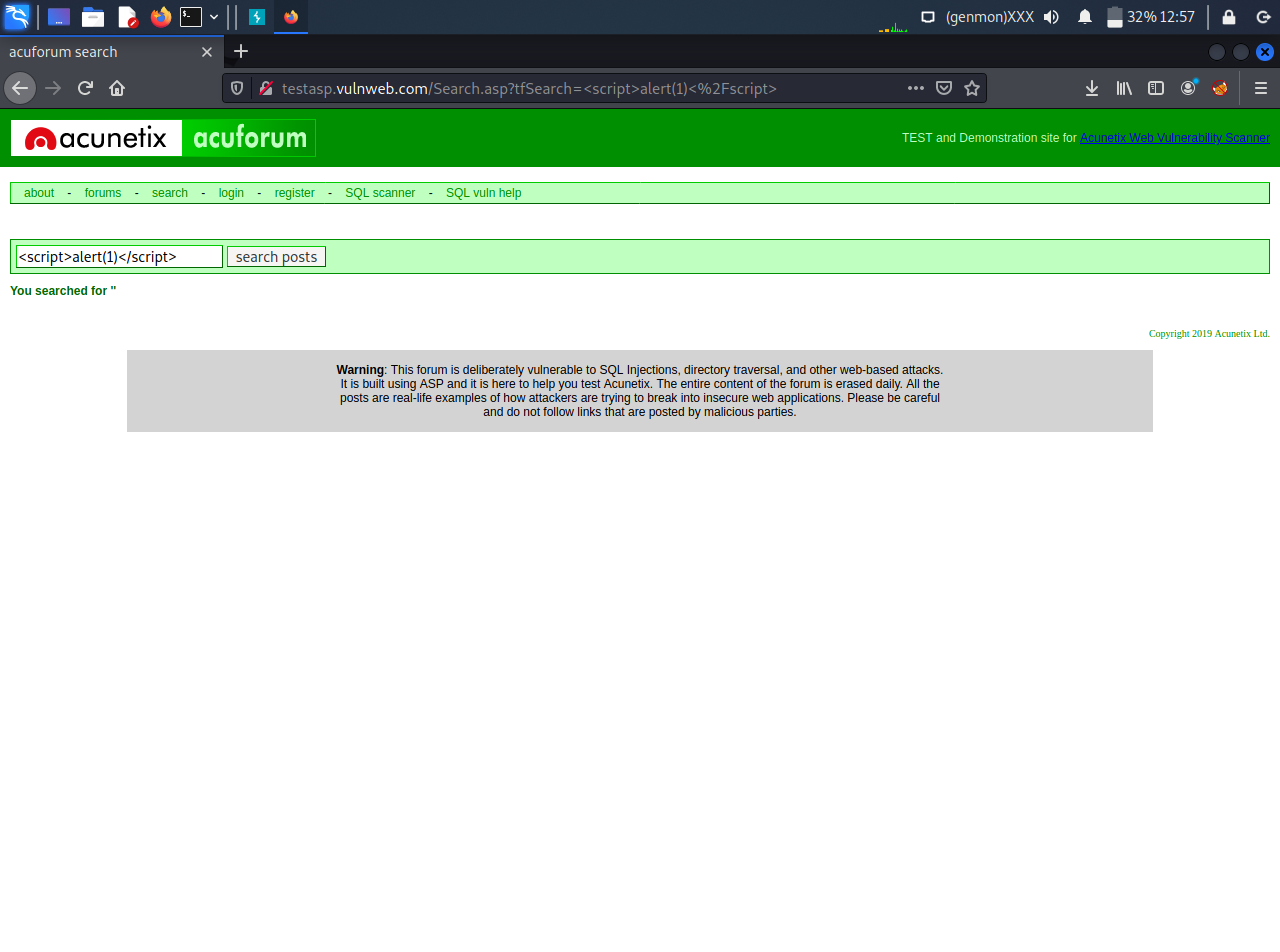 (genmon)XXX 32% 12:57
acuforum search
testasp.vulnweb.com/Search.asp?tfSearch=<script>alert(1)<%2Fscript>
acunetix acuforum
TEST and Demonstration site for Acunetix Web Vulnerability Scanner
about - forums - search - login - register - SQL scanner - SQL vuln help
<script>alert(1)</script> search posts
You searched for ''
Copyright 2019 Acunetix Ltd.
Warning: This forum is deliberately vulnerable to SQL Injections, directory traversal, and other web-based attacks.
It is built using ASP and it is here to help you test Acunetix. The entire content of the forum is erased daily. All the
posts are real-life examples of how attackers are trying to break into insecure web applications. Please be careful
and do not follow links that are posted by malicious parties.